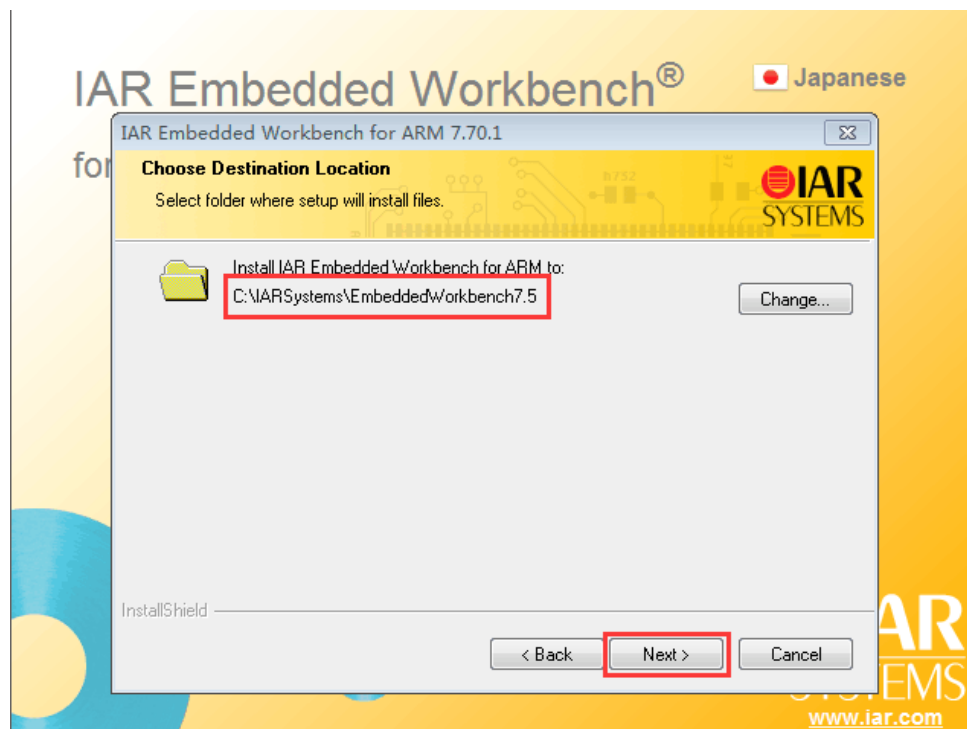 IAR Embedded Workbench®
Japanese
IAR Embedded Workbench for ARM 7.70.1
for
Choose Destination Location
Select folder where setup will install files.
IAR
SYSTEMS
Install IAR Embedded Workbench for ARM to:
C:\IARSystems\EmbeddedWorkbench7.5
Change...
InstallShield
< Back
Next >
Cancel
AR
EMS
www.iar.com